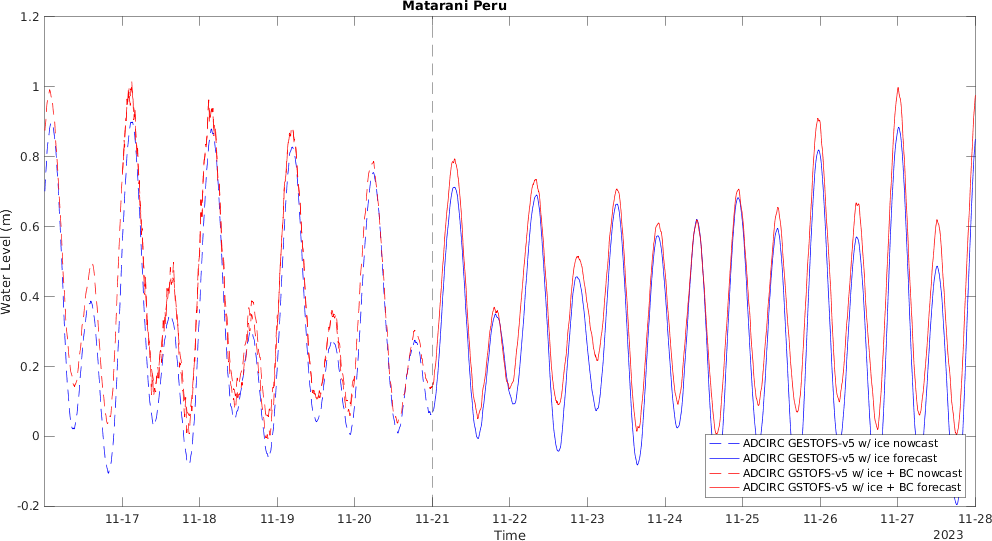 Matarani Peru
1.2
1
0.8
0.6
0.4
0.2
0
-0.2
Water Level (m)
ADCIRC GESTOFS-v5 w/ ice nowcast
ADCIRC GESTOFS-v5 w/ ice forecast
ADCIRC GSTOFS-v5 w/ ice + BC nowcast
ADCIRC GSTOFS-v5 w/ ice + BC forecast
11-17 11-18 11-19 11-20 11-21 11-22 11-23 11-24 11-25 11-26 11-27 11-28
Time
2023